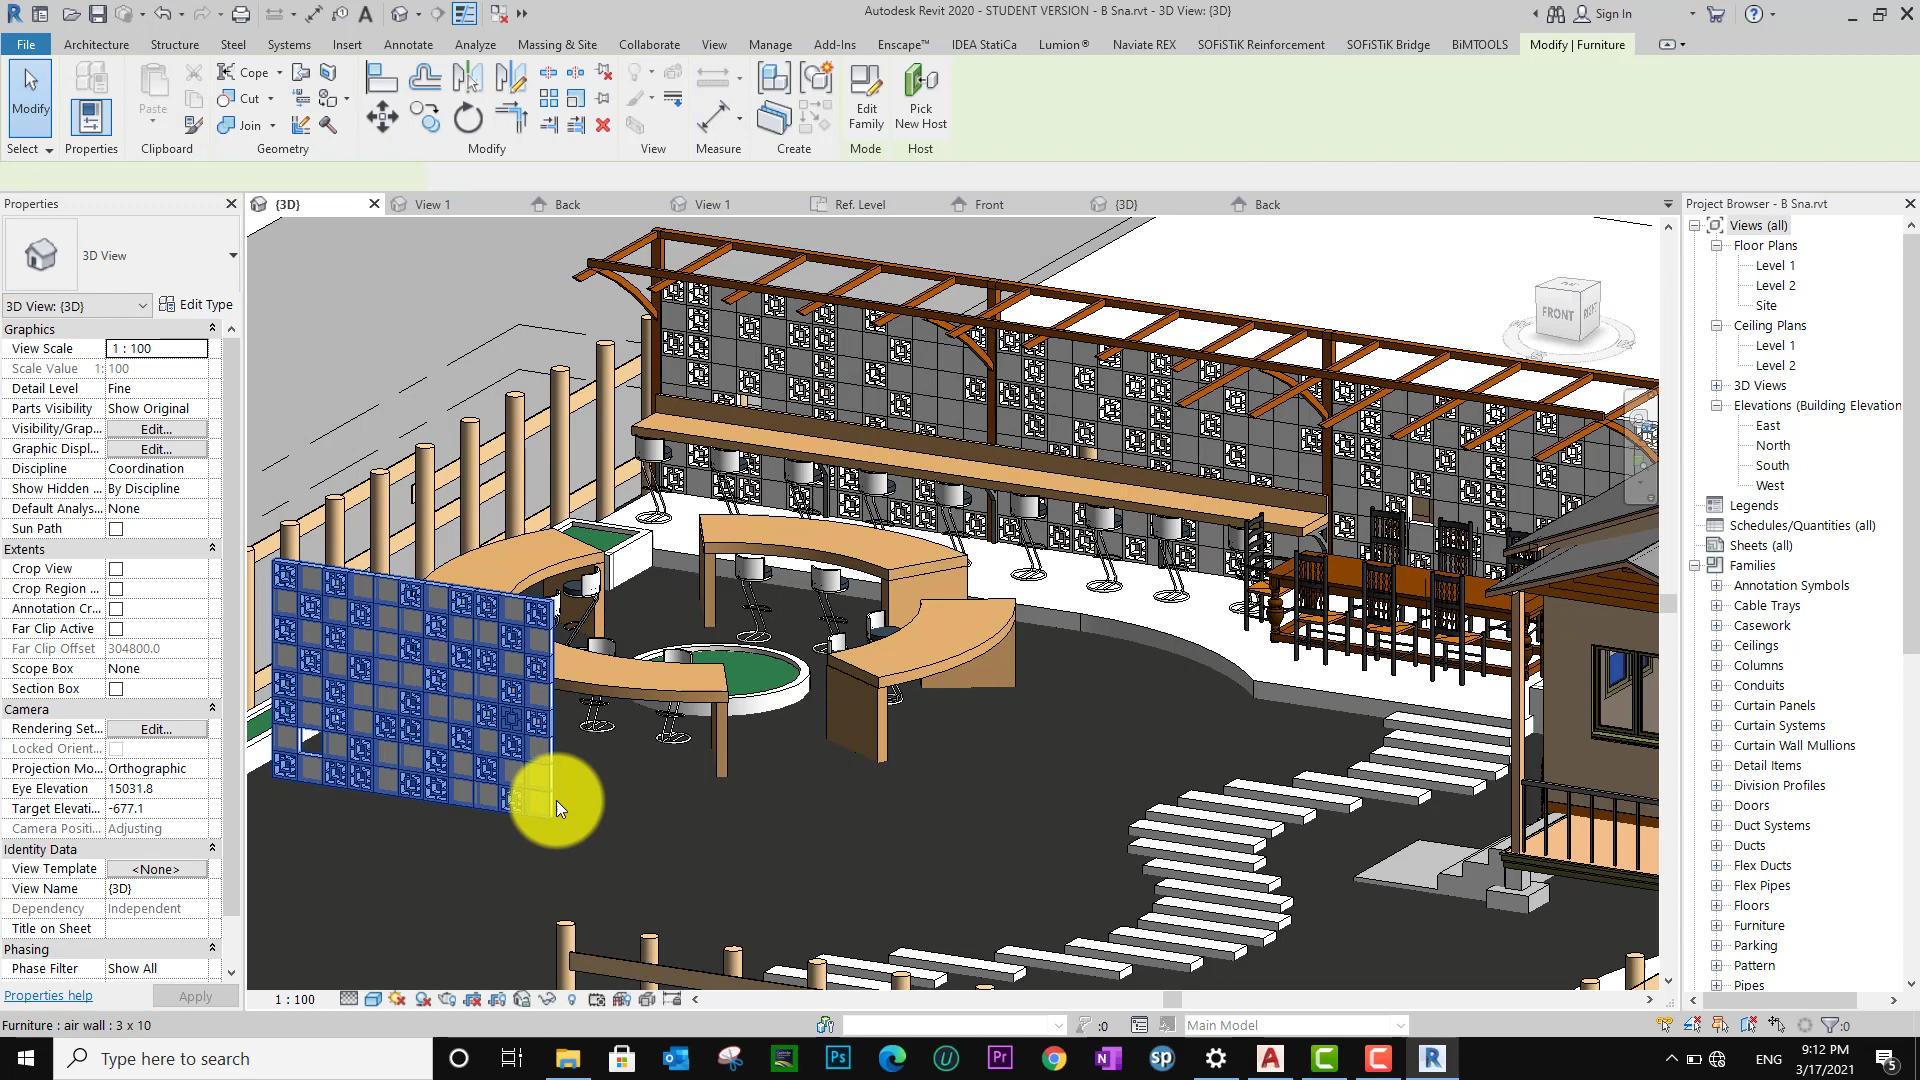 Autodesk Revit 2020 - STUDENT VERSION - B Sna.rvt - 3D View: {3D}
Sign In
File
Architecture
Structure
Steel
Systems
Insert
Annotate
Analyze
Massing & Site
Collaborate
View
Manage
Add-Ins
Enscape™
IDEA StatiCa
Lumion®
Naviate REX
SOFiSTiK Reinforcement
SOFiSTiK Bridge
BiMTOOLS
Modify | Furniture
Modify
Paste
Cope
Cut
Join
Edit Family
Pick New Host
Select
Properties
Clipboard
Geometry
Modify
View
Measure
Create
Mode
Host
Properties
{3D}
View 1
Back
View 1
Ref. Level
Front
{3D}
Back
Project Browser - B Sna.rvt
3D View
3D View: {3D}
Edit Type
Graphics
View Scale 1 : 100
Scale Value 1: 100
Detail Level Fine
Parts Visibility Show Original
Visibility/Grap... Edit...
Graphic Displ... Edit...
Discipline Coordination
Show Hidden ... By Discipline
Default Analys... None
Sun Path
Extents
Crop View
Crop Region ...
Annotation Cr...
Far Clip Active
Far Clip Offset 304800.0
Scope Box None
Section Box
Camera
Rendering Set... Edit...
Locked Orient...
Projection Mo... Orthographic
Eye Elevation 15031.8
Target Elevati... -677.1
Camera Positi... Adjusting
Identity Data
View Template <None>
View Name {3D}
Dependency Independent
Title on Sheet
Phasing
Phase Filter Show All
Properties help
Apply
FRONT
Views (all)
Floor Plans
Level 1
Level 2
Site
Ceiling Plans
Level 1
Level 2
3D Views
Elevations (Building Elevation
East
North
South
West
Legends
Schedules/Quantities (all)
Sheets (all)
Families
Annotation Symbols
Cable Trays
Casework
Ceilings
Columns
Conduits
Curtain Panels
Curtain Systems
Curtain Wall Mullions
Detail Items
Division Profiles
Doors
Duct Systems
Ducts
Flex Ducts
Flex Pipes
Floors
Furniture
Parking
Pattern
Pipes
1 : 100
Furniture : air wall : 3 x 10
:0
Main Model
:0
Type here to search
ENG
9:12 PM
3/17/2021
5